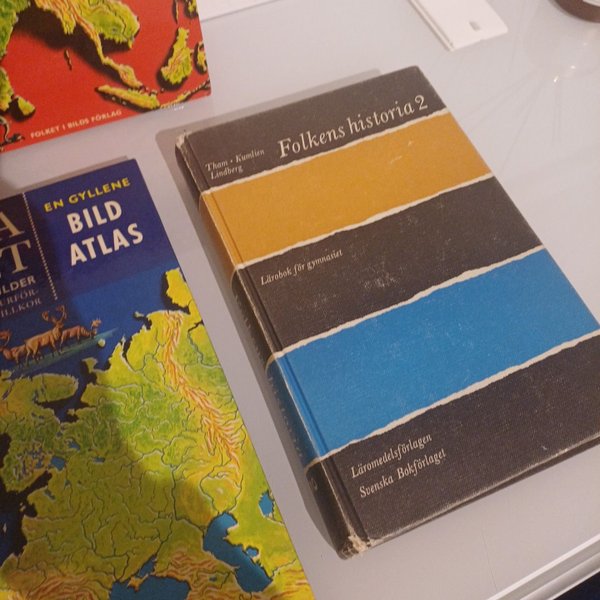 FOLKET I BILDS FÖRLAG
EN GYLLENE
BILD
ATLAS
Folkens historia 2
Tham · Kumlien
Lindberg
Lärobok för gymnasiet
Läromedelsförlagen
Svenska Bokförlaget